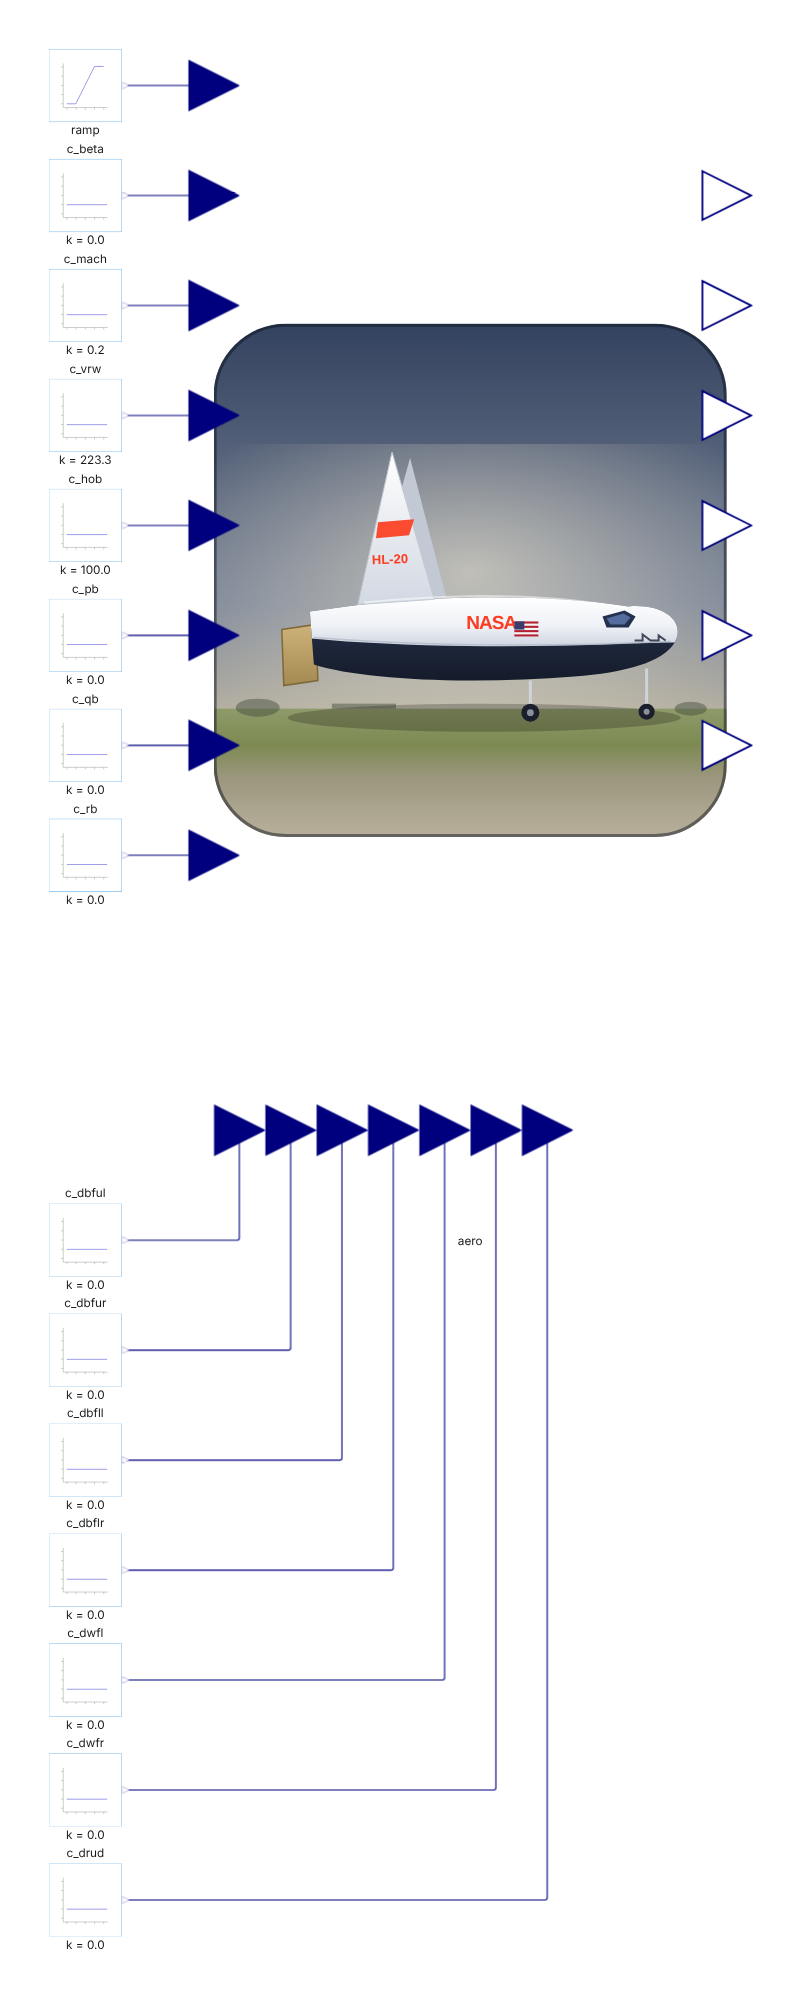 ramp
c_beta
k = 0.0
c_mach
k = 0.2
c_vrw
k = 223.3
c_hob
k = 100.0
c_pb
k = 0.0
c_qb
k = 0.0
c_rb
k = 0.0
HL-20
NASA
c_dbful
k = 0.0
aero
c_dbfur
k = 0.0
c_dbfll
k = 0.0
c_dbflr
k = 0.0
c_dwfl
k = 0.0
c_dwfr
k = 0.0
c_drud
k = 0.0